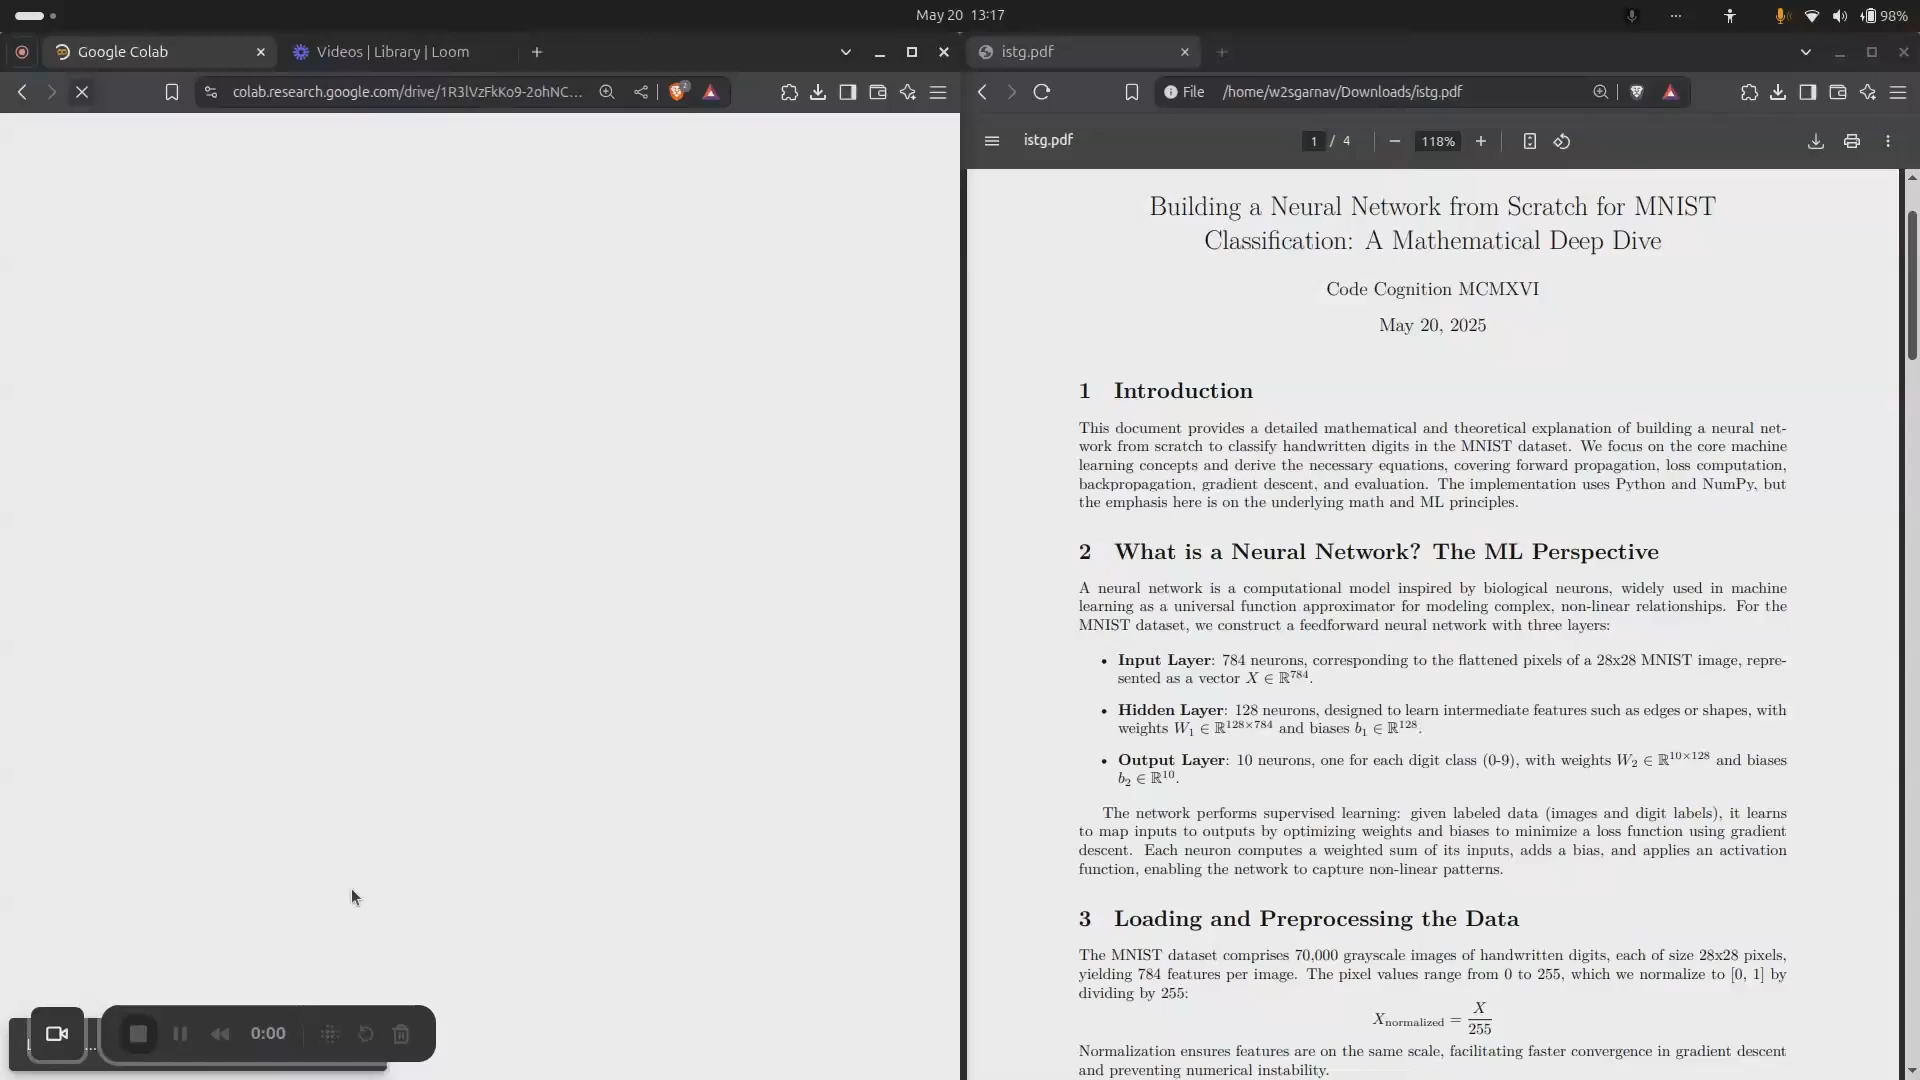 May 20 13:17
98%
Google Colab
Videos | Library | Loom
colab.research.google.com/drive/1R3lVzFkKo9-2ohNC...
2
0:00
istg.pdf
File /home/w2sgarnav/Downloads/istg.pdf
istg.pdf
1 / 4
118%
Building a Neural Network from Scratch for MNIST
Classification: A Mathematical Deep Dive
Code Cognition MCMXVI
May 20, 2025
1 Introduction
This document provides a detailed mathematical and theoretical explanation of building a neural net-
work from scratch to classify handwritten digits in the MNIST dataset. We focus on the core machine
learning concepts and derive the necessary equations, covering forward propagation, loss computation,
backpropagation, gradient descent, and evaluation. The implementation uses Python and NumPy, but
the emphasis here is on the underlying math and ML principles.
2 What is a Neural Network? The ML Perspective
A neural network is a computational model inspired by biological neurons, widely used in machine
learning as a universal function approximator for modeling complex, non-linear relationships. For the
MNIST dataset, we construct a feedforward neural network with three layers:
• Input Layer: 784 neurons, corresponding to the flattened pixels of a 28x28 MNIST image, repre-
sented as a vector X ∈ ℝ⁷⁸⁴.
• Hidden Layer: 128 neurons, designed to learn intermediate features such as edges or shapes, with
weights W₁ ∈ ℝ¹²⁸ˣ⁷⁸⁴ and biases b₁ ∈ ℝ¹²⁸.
• Output Layer: 10 neurons, one for each digit class (0-9), with weights W₂ ∈ ℝ¹⁰ˣ¹²⁸ and biases
b₂ ∈ ℝ¹⁰.
The network performs supervised learning: given labeled data (images and digit labels), it learns
to map inputs to outputs by optimizing weights and biases to minimize a loss function using gradient
descent. Each neuron computes a weighted sum of its inputs, adds a bias, and applies an activation
function, enabling the network to capture non-linear patterns.
3 Loading and Preprocessing the Data
The MNIST dataset comprises 70,000 grayscale images of handwritten digits, each of size 28x28 pixels,
yielding 784 features per image. The pixel values range from 0 to 255, which we normalize to [0, 1] by
dividing by 255:
X_normalized = X / 255
Normalization ensures features are on the same scale, facilitating faster convergence in gradient descent
and preventing numerical instability.